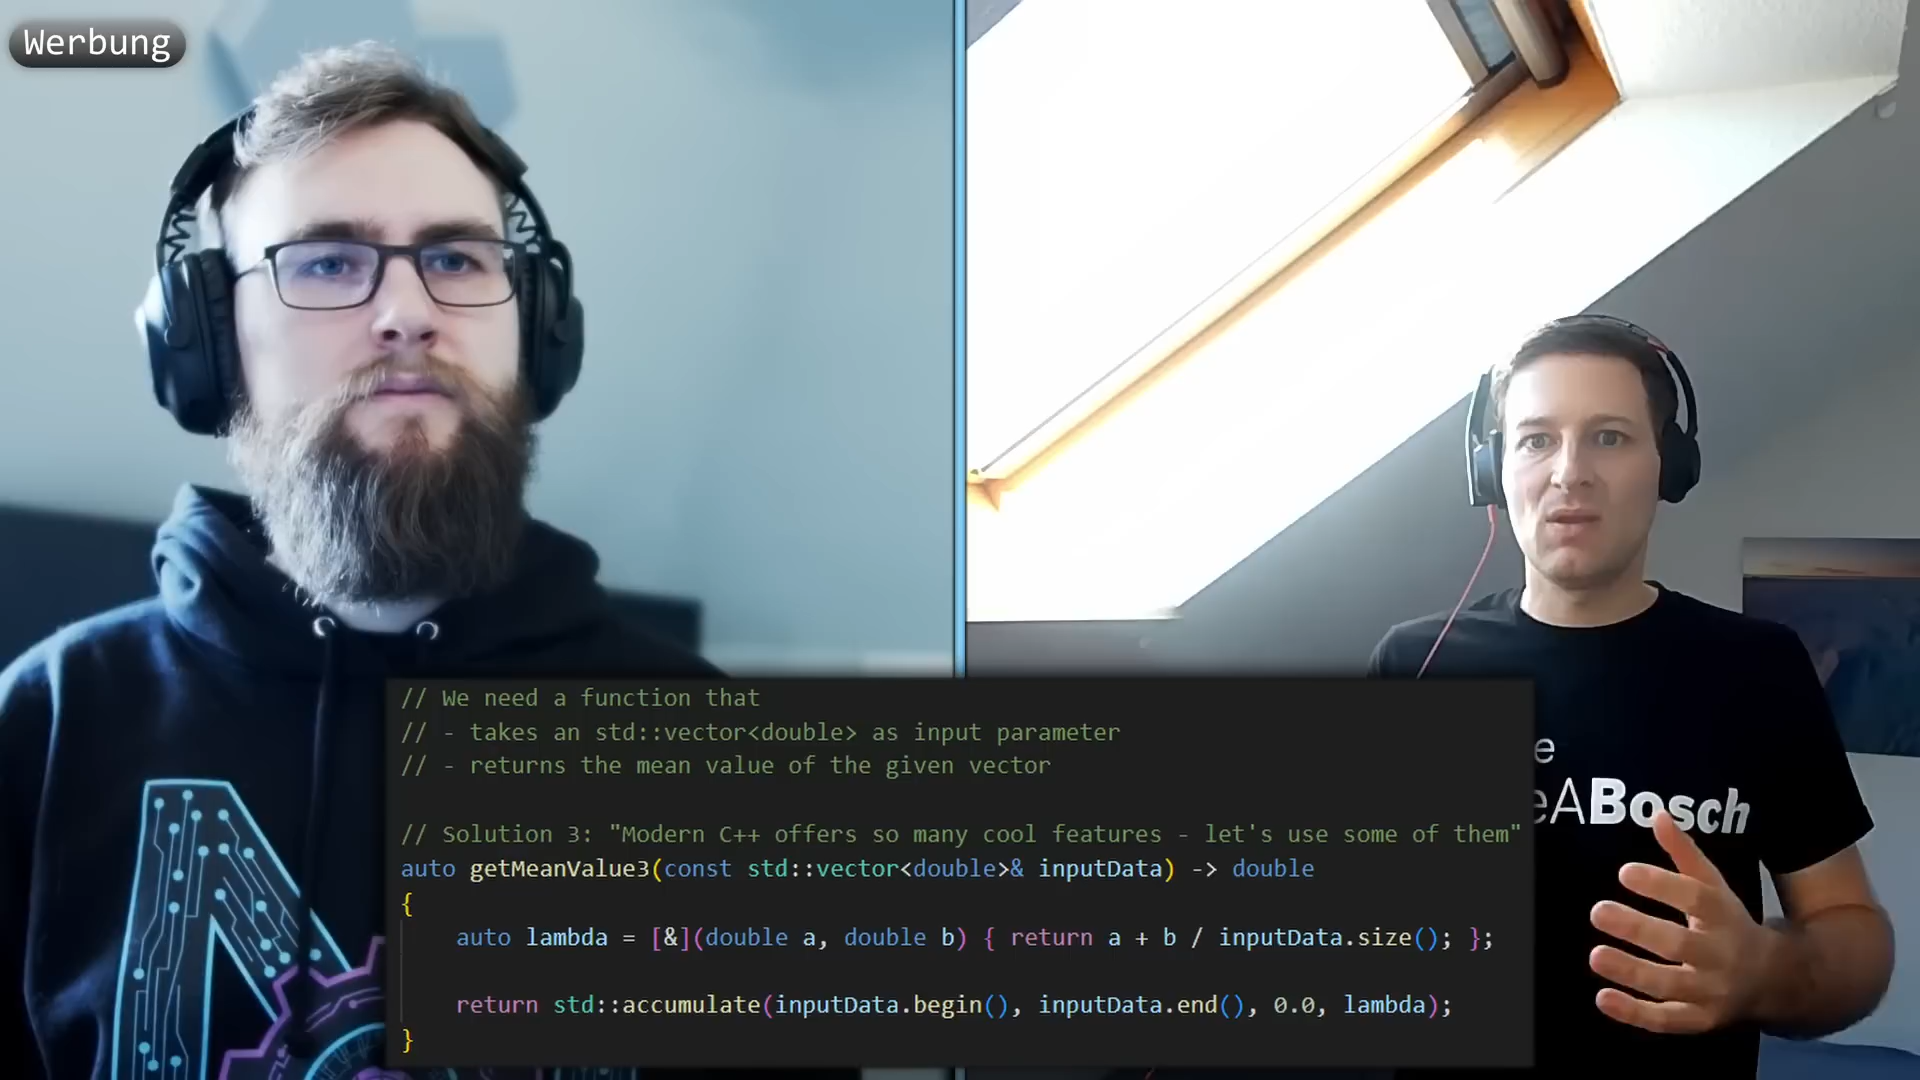 Werbung
// We need a function that
// - takes an std::vector<double> as input parameter
// - returns the mean value of the given vector
// Solution 3: "Modern C++ offers so many cool features - let's use some of them"
auto getMeanValue3(const std::vector<double>& inputData) -> double
{
auto lambda = [&](double a, double b) { return a + b / inputData.size(); };
return std::accumulate(inputData.begin(), inputData.end(), 0.0, lambda);
}
e
eABosch